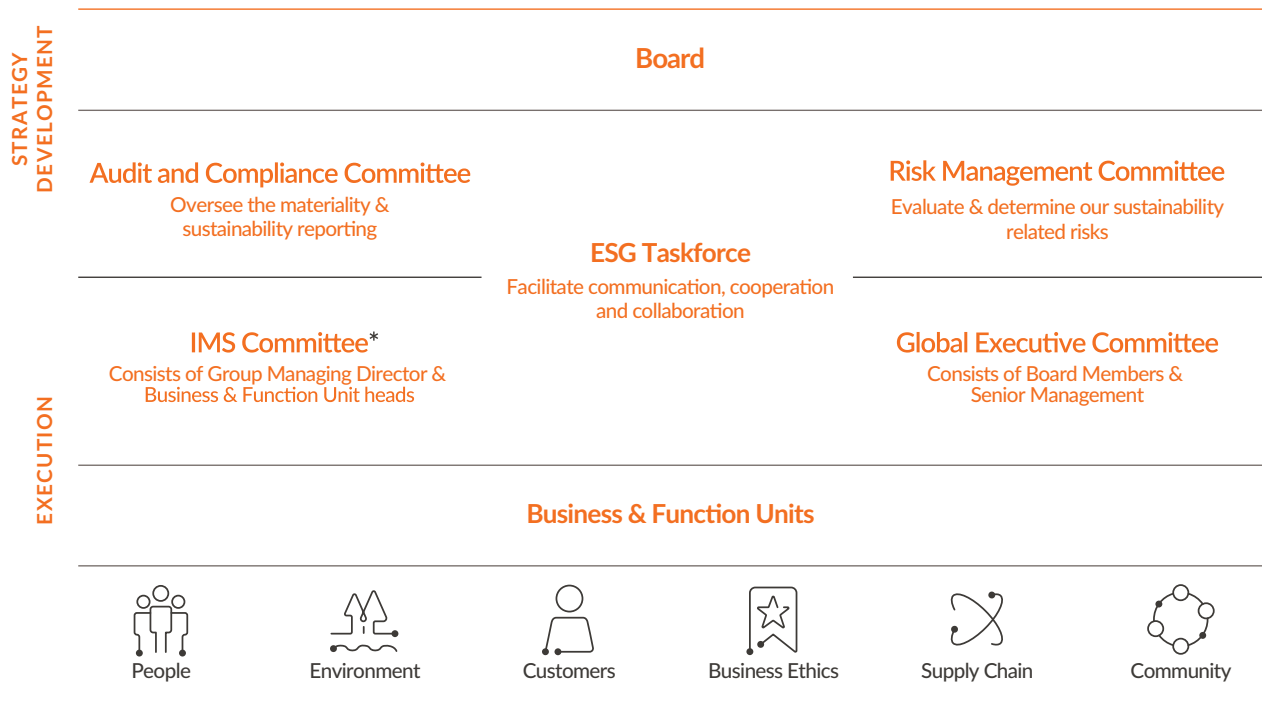 STRATEGY
DEVELOPMENT
Board
Audit and Compliance Committee
Oversee the materiality &
sustainability reporting
Risk Management Committee
Evaluate & determine our sustainability
related risks
ESG Taskforce
Facilitate communication, cooperation
and collaboration
EXECUTION
IMS Committee*
Consists of Group Managing Director &
Business & Function Unit heads
Global Executive Committee
Consists of Board Members &
Senior Management
Business & Function Units
People
Environment
Customers
Business Ethics
Supply Chain
Community